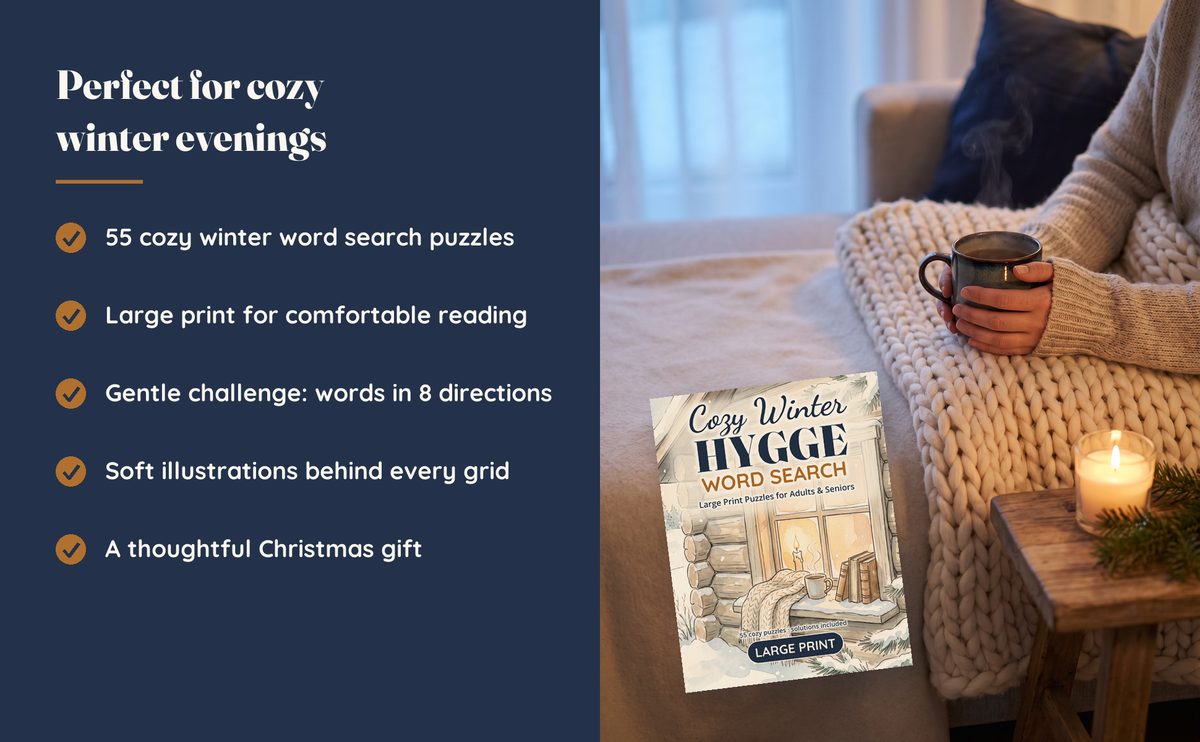 Perfect for cozy
winter evenings
55 cozy winter word search puzzles
Large print for comfortable reading
Gentle challenge: words in 8 directions
Soft illustrations behind every grid
A thoughtful Christmas gift
Cozy Winter
HYGGE
WORD SEARCH
Large Print Puzzles for Adults & Seniors
55 cozy puzzles · solutions included
LARGE PRINT